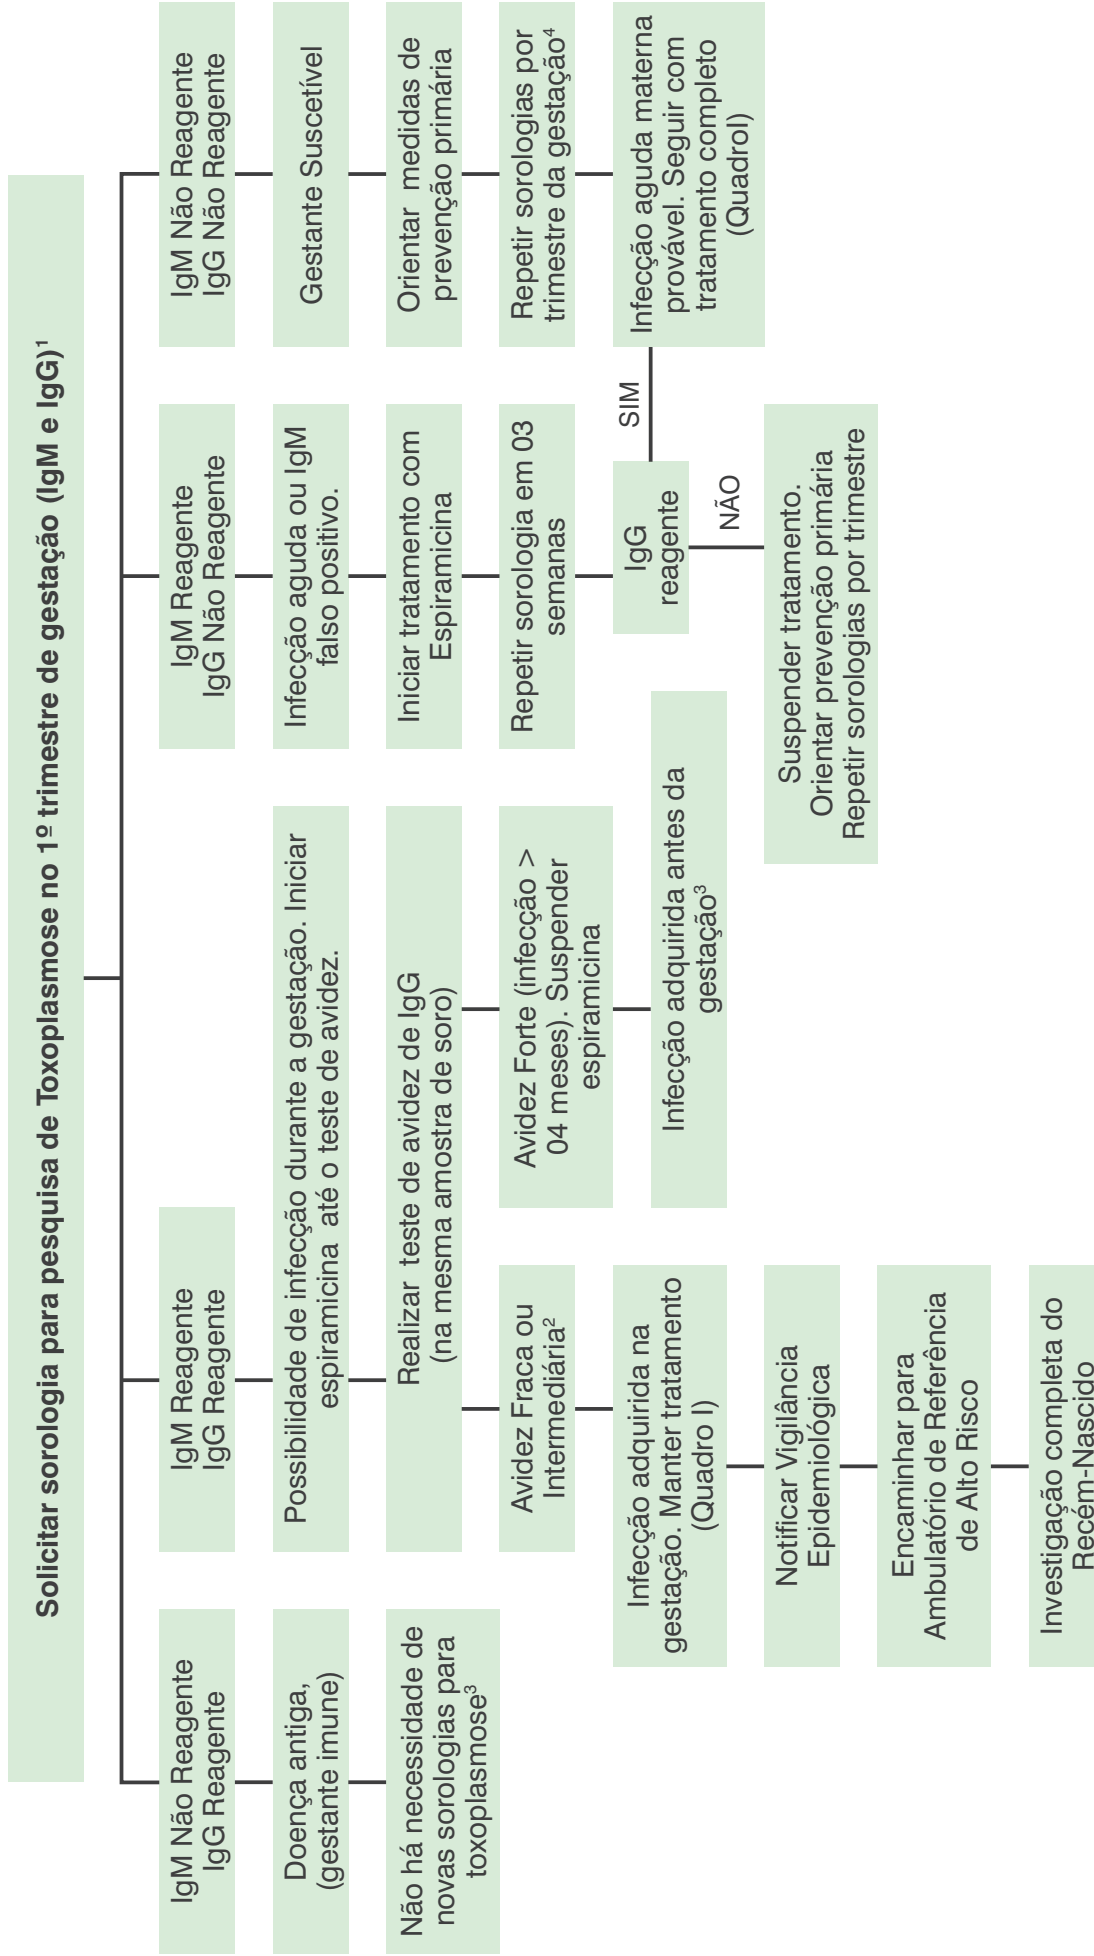 Solicitar sorologia para pesquisa de Toxoplasmose no 1º trimestre de gestação (IgM e IgG)¹
IgM Não Reagente
IgG Reagente
Doença antiga,
(gestante imune)
Não há necessidade de
novas sorologias para
toxoplasmose³
IgM Reagente
IgG Reagente
Possibilidade de infecção durante a gestação. Iniciar
espiramicina até o teste de avidez.
Realizar teste de avidez de IgG
(na mesma amostra de soro)
Avidez Fraca ou
Intermediária²
Infecção adquirida na
gestação. Manter tratamento
(Quadro I)
Notificar Vigilância
Epidemiológica
Encaminhar para
Ambulatório de Referência
de Alto Risco
Investigação completa do
Recém-Nascido
Avidez Forte (infecção >
04 meses). Suspender
espiramicina
Infecção adquirida antes da
gestação³
IgM Reagente
IgG Não Reagente
Infecção aguda ou IgM
falso positivo.
Iniciar tratamento com
Espiramicina
Repetir sorologia em 03
semanas
IgG
reagente
SIM
NÃO
Suspender tratamento.
Orientar prevenção primária
Repetir sorologias por trimestre
IgM Não Reagente
IgG Não Reagente
Gestante Suscetível
Orientar medidas de
prevenção primária
Repetir sorologias por
trimestre da gestação⁴
Infecção aguda materna
provável. Seguir com
tratamento completo
(QuadroI)